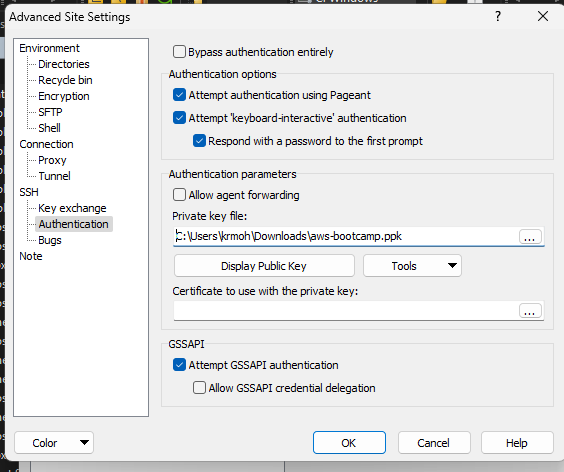 Advanced Site Settings
Environment
Directories
Recycle bin
Encryption
SFTP
Shell
Connection
Proxy
Tunnel
SSH
Key exchange
Authentication
Bugs
Note
Bypass authentication entirely
Authentication options
Attempt authentication using Pageant
Attempt 'keyboard-interactive' authentication
Respond with a password to the first prompt
Authentication parameters
Allow agent forwarding
Private key file:
C:\Users\krmoh\Downloads\aws-bootcamp.ppk
...
Display Public Key
Tools
Certificate to use with the private key:
...
GSSAPI
Attempt GSSAPI authentication
Allow GSSAPI credential delegation
Color
OK
Cancel
Help